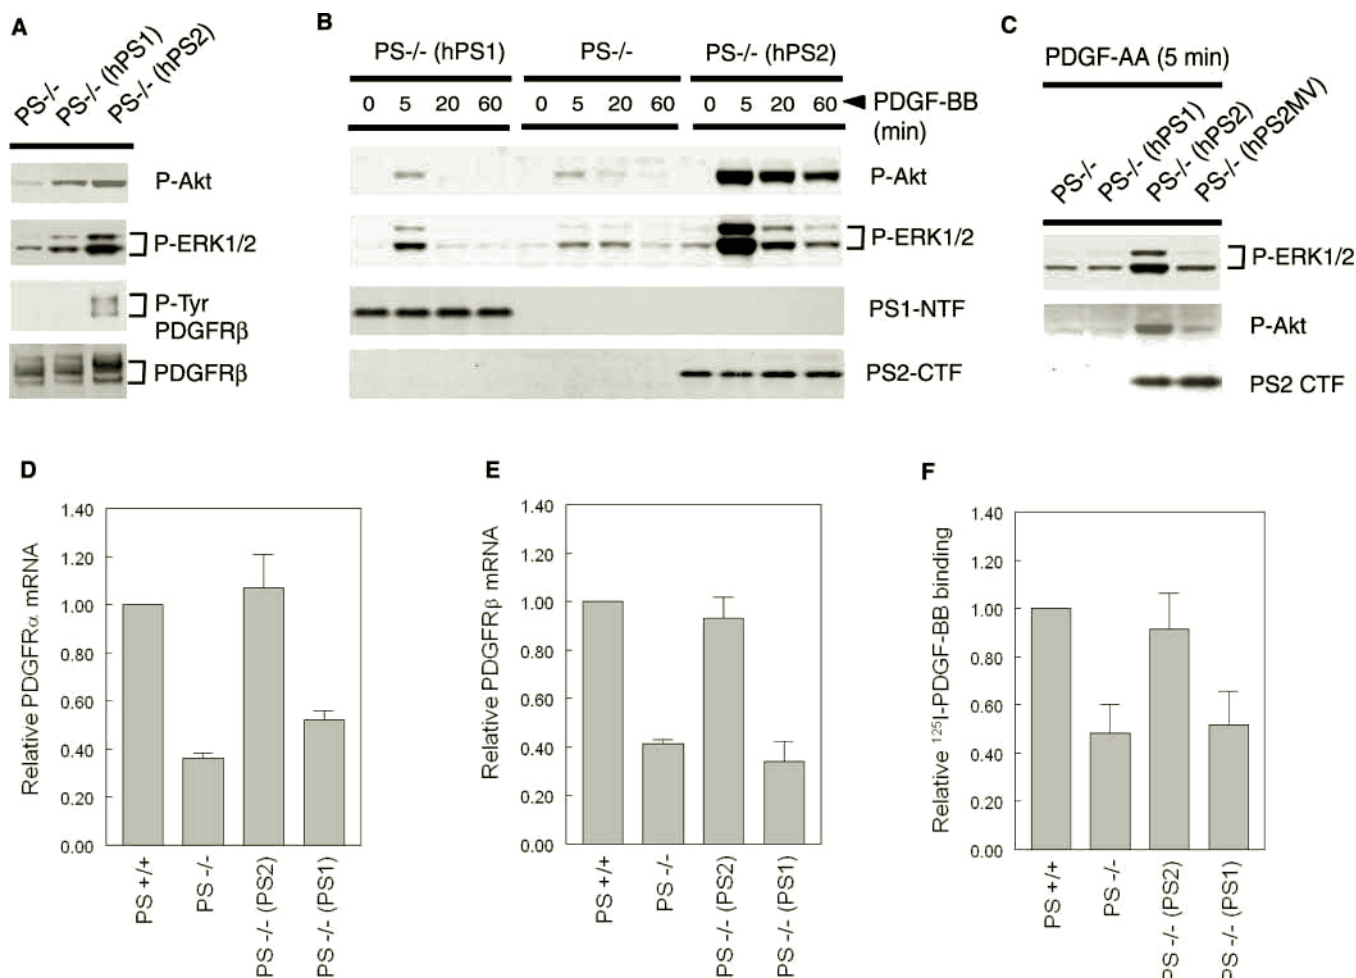 A
PS-/-
PS-/- (hPS1)
PS-/- (hPS2)
P-Akt
P-ERK1/2
P-Tyr
PDGFRβ
PDGFRβ
B
PS-/- (hPS1) PS-/- PS-/- (hPS2)
0 5 20 60 0 5 20 60 0 5 20 60 ◄ PDGF-BB
(min)
P-Akt
P-ERK1/2
PS1-NTF
PS2-CTF
C
PDGF-AA (5 min)
PS-/-
PS-/- (hPS1)
PS-/- (hPS2)
PS-/- (hPS2MV)
P-ERK1/2
P-Akt
PS2 CTF
D
Relative PDGFRα mRNA
1.40
1.20
1.00
0.80
0.60
0.40
0.20
0.00
PS +/+
PS -/-
PS -/- (PS2)
PS -/- (PS1)
E
Relative PDGFRβ mRNA
1.40
1.20
1.00
0.80
0.60
0.40
0.20
0.00
PS +/+
PS -/-
PS -/- (PS2)
PS -/- (PS1)
F
Relative ¹²⁵I-PDGF-BB binding
1.40
1.20
1.00
0.80
0.60
0.40
0.20
0.00
PS +/+
PS -/-
PS -/- (PS2)
PS -/- (PS1)